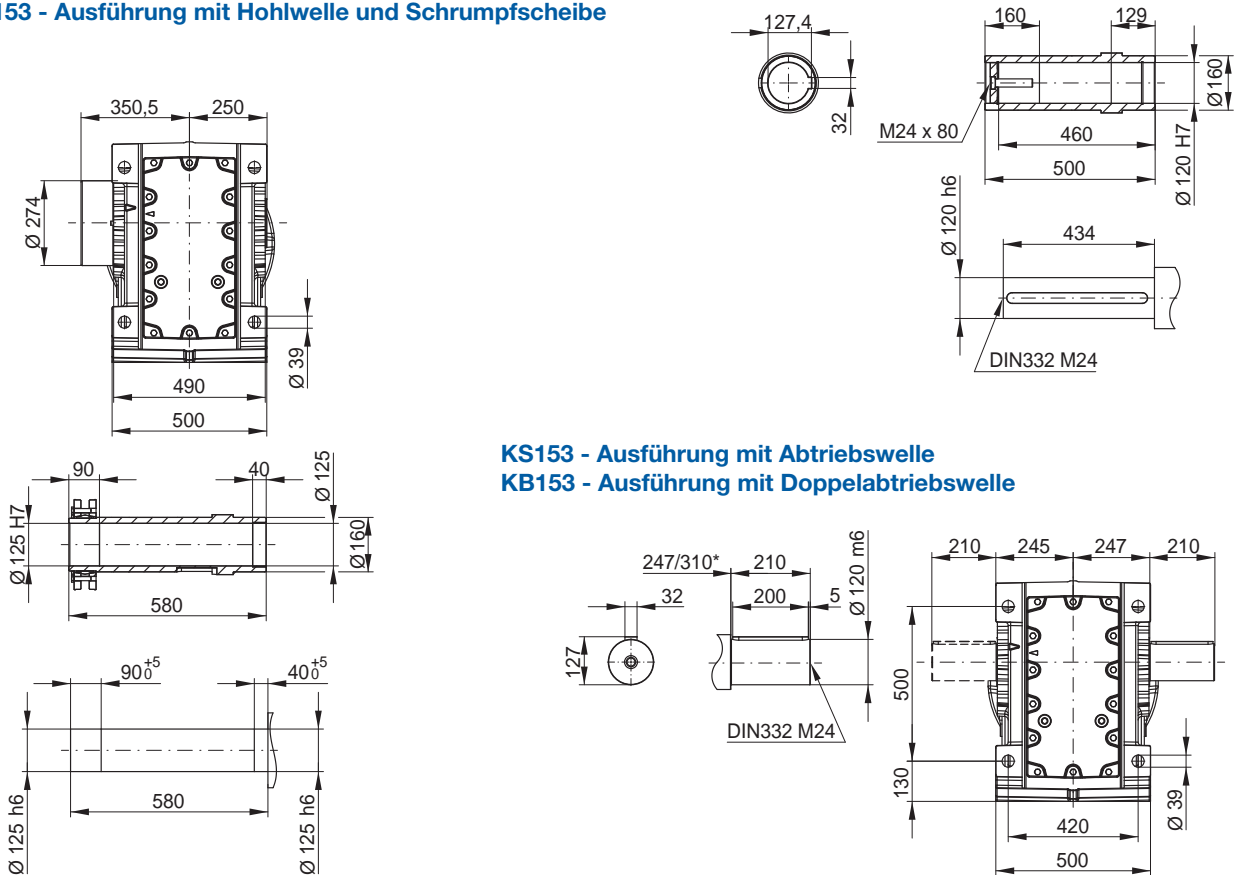 153 - Ausführung mit Hohlwelle und Schrumpfscheibe
350,5
250
Ø 274
Ø 39
490
500
90
40
Ø 125
Ø 125 H7
Ø160
580
90 +5 0
40 +5 0
580
Ø 125 h6
Ø 125 h6
127,4
32
160
129
M24 x 80
460
500
Ø160
Ø 120 H7
434
Ø 120 h6
DIN332 M24
KS153 - Ausführung mit Abtriebswelle
KB153 - Ausführung mit Doppelabtriebswelle
32
127
247/310*
210
200
5
Ø 120 m6
DIN332 M24
210
245
247
210
500
130
Ø 39
420
500